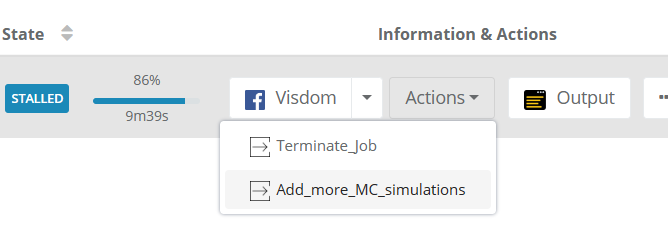 State Information & Actions
STALLED 86% 9m39s Visdom Actions Output
Terminate_Job
Add_more_MC_simulations